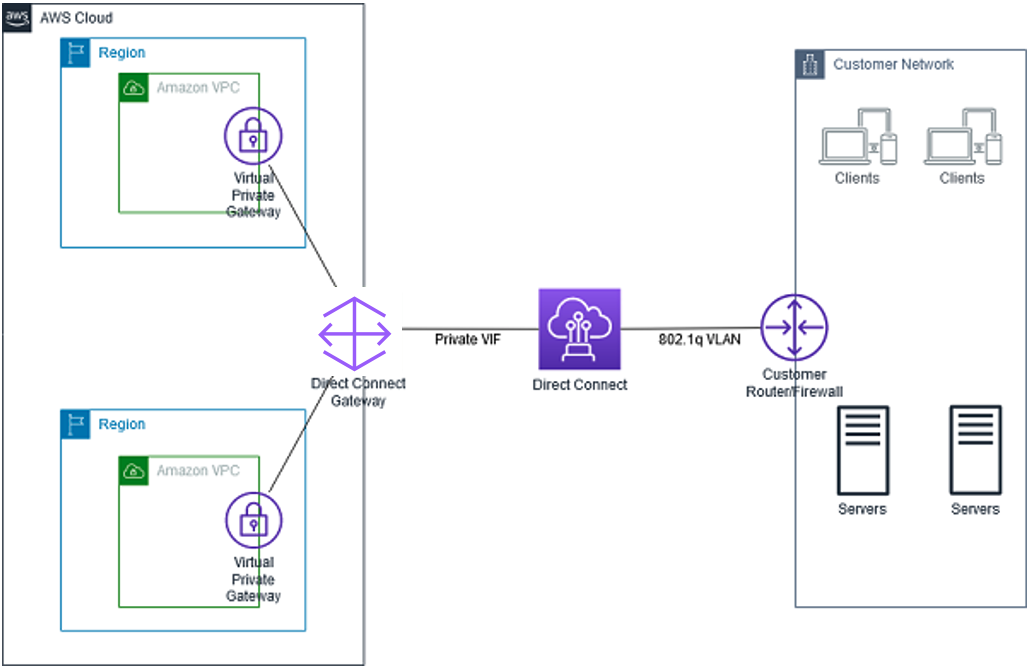 aws
AWS Cloud
Region
Amazon VPC
Virtual
Private
Gateway
Customer Network
Clients
Clients
Private VIF
802.1q VLAN
Direct Connect
Gateway
Direct Connect
Customer
Router/Firewall
Region
Amazon VPC
Virtual
Private
Gateway
Servers
Servers